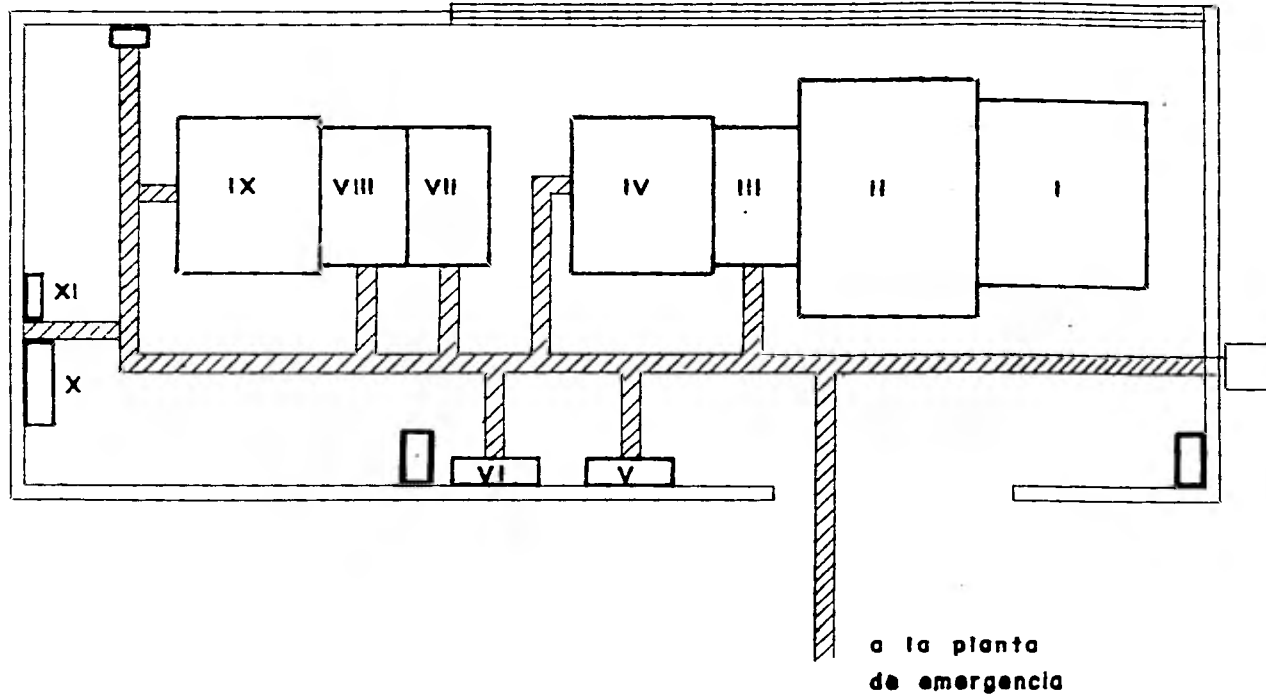 IX VIII VII IV III II I
XI
X
VI V
a la planta
de emergencia